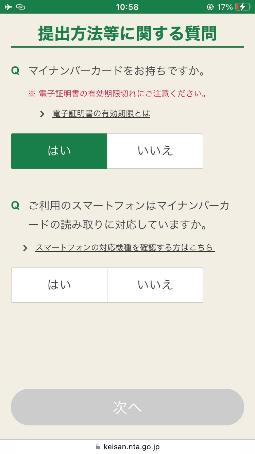 10:58
17%
提出方法等に関する質問
Q マイナンバーカードをお持ちですか。
※ 電子証明書の有効期限切れにご注意ください。
> 電子証明書の有効期限とは
はい いいえ
Q ご利用のスマートフォンはマイナンバーカ
ードの読み取りに対応していますか。
> スマートフォンの対応機種を確認する方はこちら
はい いいえ
次へ
keisan.nta.go.jp